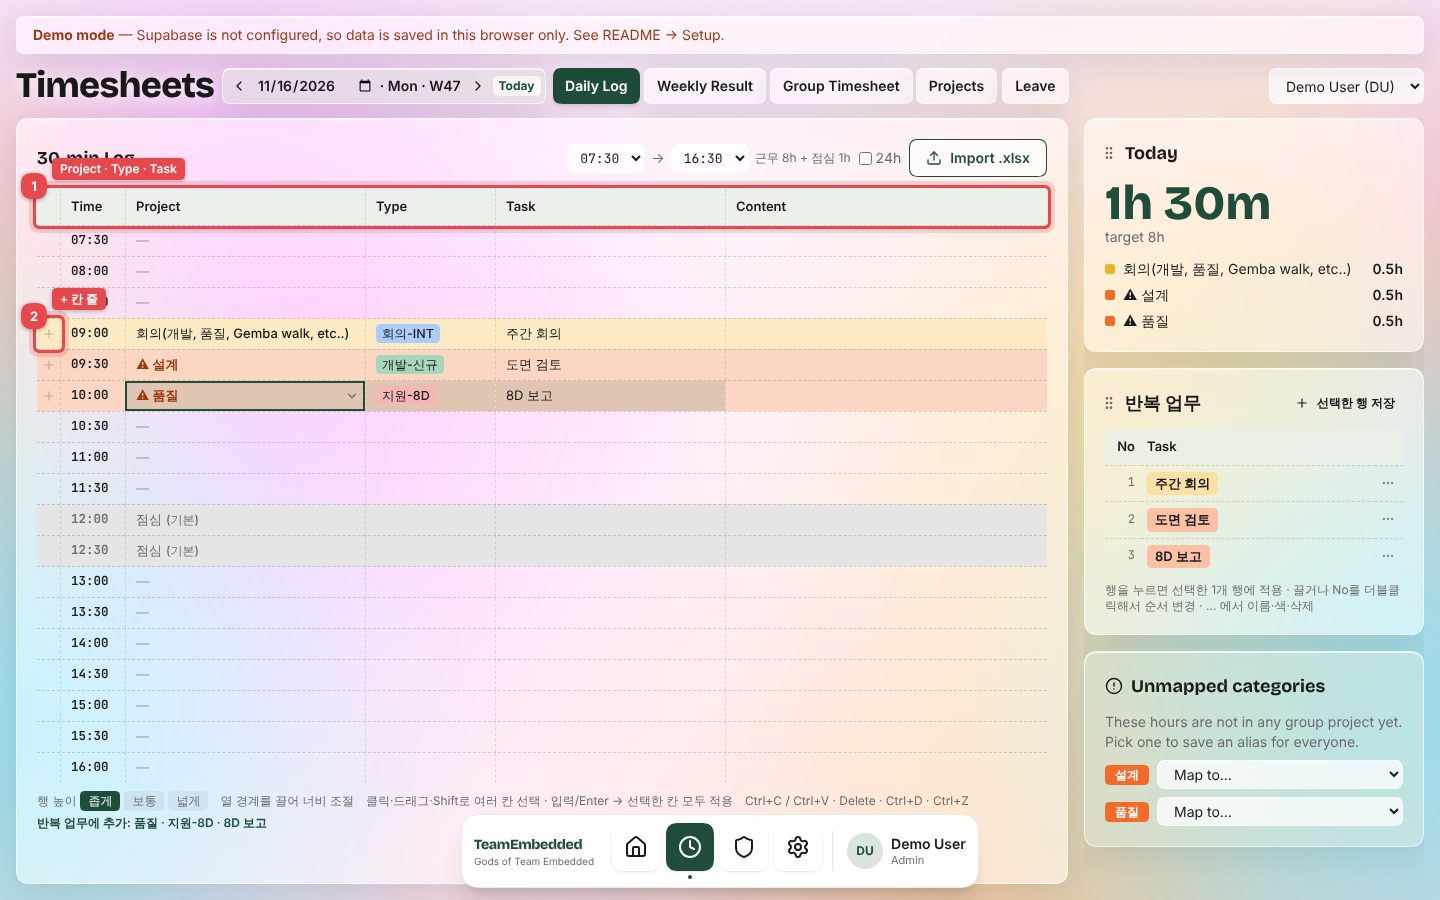 Demo mode — Supabase is not configured, so data is saved in this browser only. See README → Setup.
Timesheets
11/16/2026 · Mon · W47 Today
Daily Log
Weekly Result
Group Timesheet
Projects
Leave
Demo User (DU)
30-min Log
07:30 → 16:30 근무 8h + 점심 1h 24h Import .xlsx
Project · Type · Task
1
Time Project Type Task Content
07:30 —
08:00 —
—
+ 칸 줄
2
+ 09:00 회의(개발, 품질, Gemba walk, etc..) 회의-INT 주간 회의
+ 09:30 ⚠ 설계 개발-신규 도면 검토
+ 10:00 ⚠ 품질 지원-8D 8D 보고
10:30 —
11:00 —
11:30 —
12:00 점심 (기본)
12:30 점심 (기본)
13:00 —
13:30 —
14:00 —
14:30 —
15:00 —
15:30 —
16:00 —
행 높이 좁게 보통 넓게 열 경계를 끌어 너비 조절 클릭·드래그·Shift로 여러 칸 선택 · 입력/Enter → 선택한 칸 모두 적용 Ctrl+C / Ctrl+V · Delete · Ctrl+D · Ctrl+Z
반복 업무에 추가: 품질 · 지원-8D · 8D 보고
Today
1h 30m
target 8h
회의(개발, 품질, Gemba walk, etc..) 0.5h
⚠ 설계 0.5h
⚠ 품질 0.5h
반복 업무 + 선택한 행 저장
No Task
1 주간 회의 ···
2 도면 검토 ···
3 8D 보고 ···
행을 누르면 선택한 1개 행에 적용 · 끌거나 No를 더블클
릭해서 순서 변경 · ... 에서 이름·색·삭제
Unmapped categories
These hours are not in any group project yet.
Pick one to save an alias for everyone.
설계 Map to...
품질 Map to...
TeamEmbedded
Gods of Team Embedded
DU
Demo User
Admin